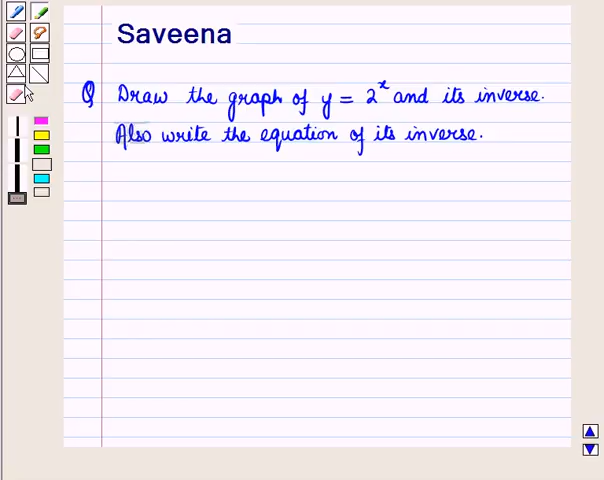 Saveena
Q Draw the graph of y = 2^x and its inverse.
Also write the equation of its inverse.